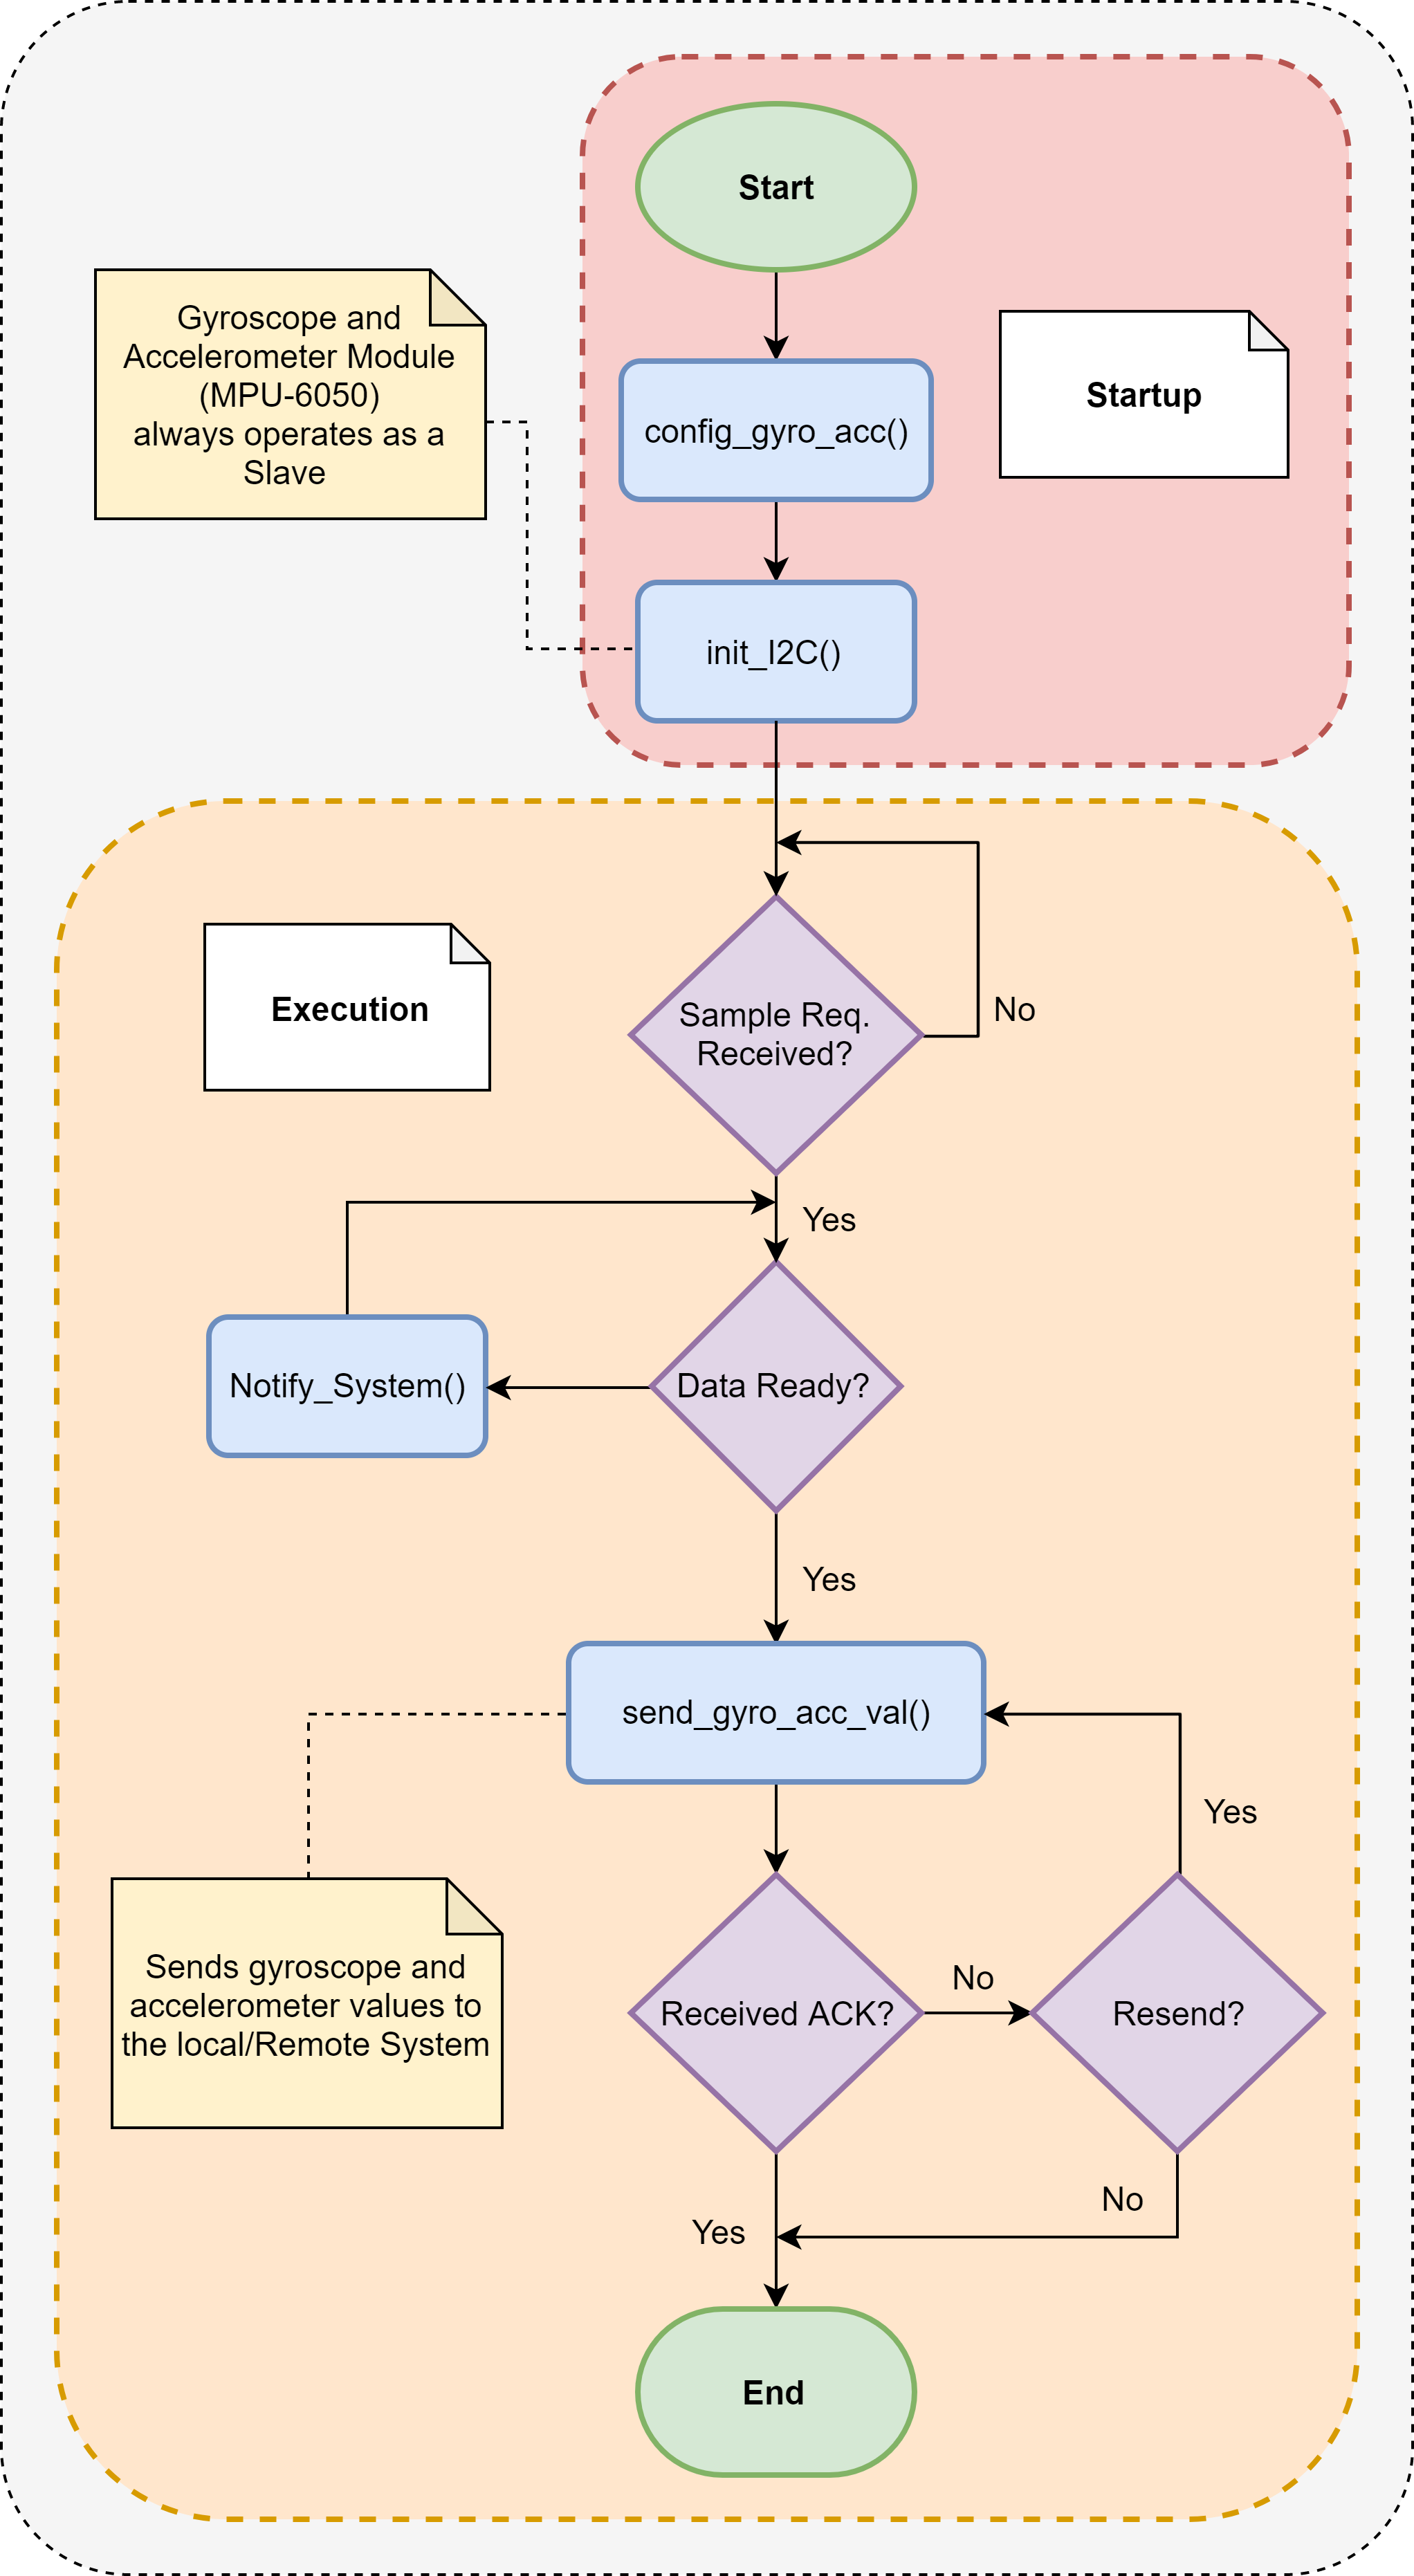 Start
Gyroscope and
Accelerometer Module
(MPU-6050)
always operates as a
Slave
config_gyro_acc()
Startup
init_I2C()
Execution
Sample Req.
Received?
No
Yes
Notify_System()
Data Ready?
Yes
send_gyro_acc_val()
Yes
Sends gyroscope and
accelerometer values to
the local/Remote System
Received ACK?
No
Resend?
No
Yes
End